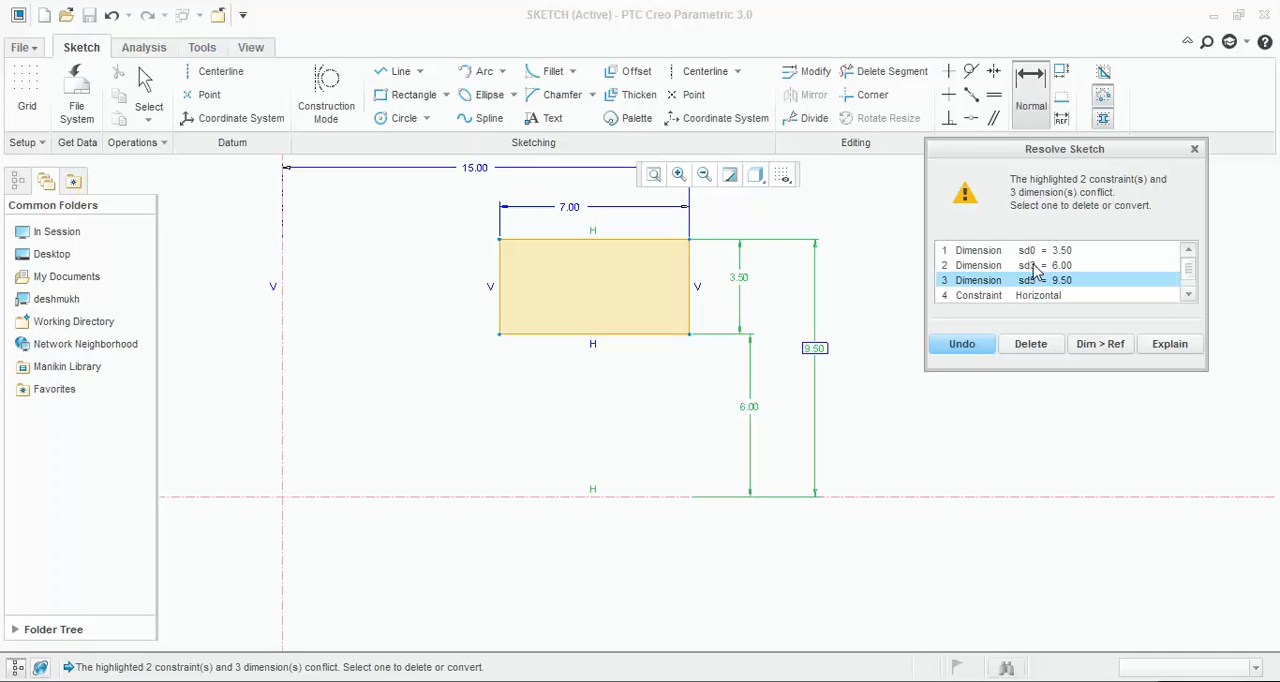 SKETCH (Active) - PTC Creo Parametric 3.0
File
Sketch
Analysis
Tools
View
Grid
File
System
Select
Centerline
Point
Coordinate System
Construction
Mode
Line
Arc
Fillet
Offset
Centerline
Rectangle
Ellipse
Chamfer
Thicken
Point
Circle
Spline
Text
Palette
Coordinate System
Modify
Delete Segment
Mirror
Corner
Divide
Rotate Resize
Normal
REF
Setup
Get Data
Operations
Datum
Sketching
Editing
Common Folders
In Session
Desktop
My Documents
deshmukh
Working Directory
Network Neighborhood
Manikin Library
Favorites
Folder Tree
15.00
7.00
H
V
V
V
3.50
H
9.50
6.00
H
Resolve Sketch
The highlighted 2 constraint(s) and
3 dimension(s) conflict.
Select one to delete or convert.
1 Dimension sd0 = 3.50
2 Dimension = 6.00
3 Dimension = 9.50
4 Constraint Horizontal
Undo
Delete
Dim > Ref
Explain
The highlighted 2 constraint(s) and 3 dimension(s) conflict. Select one to delete or convert.